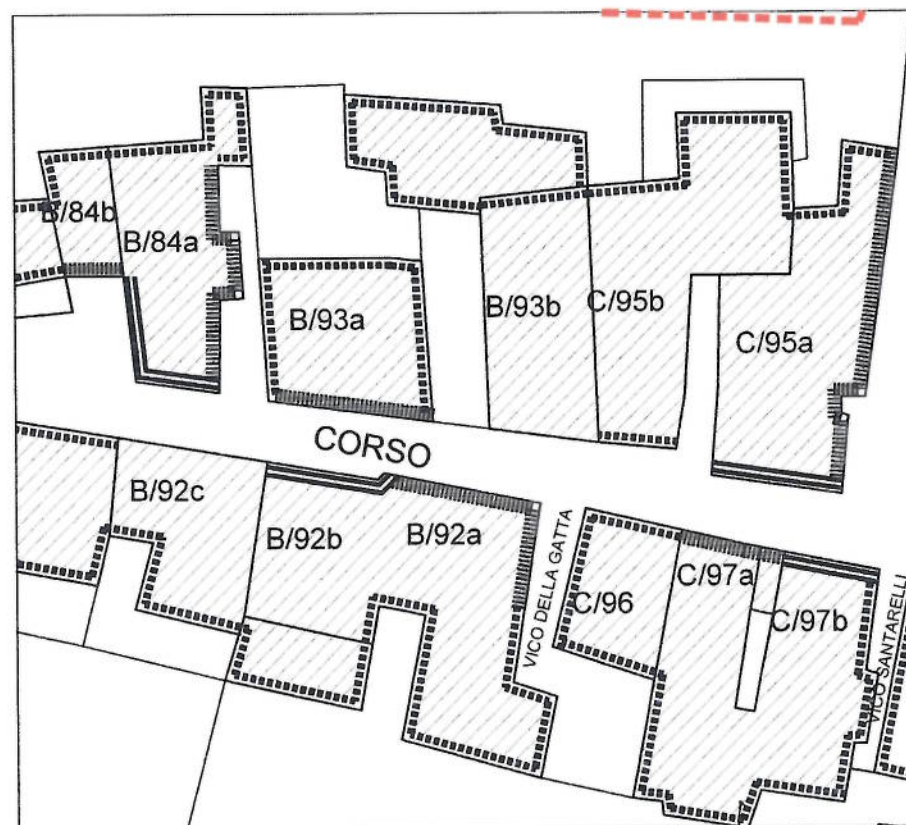 B/84b
B/84a
B/93a
B/93b
C/95b
C/95a
CORSO
B/92c
B/92b
B/92a
VICO DELLA GATTA
C/96
C/97a
C/97b
VICO SANTARELLI